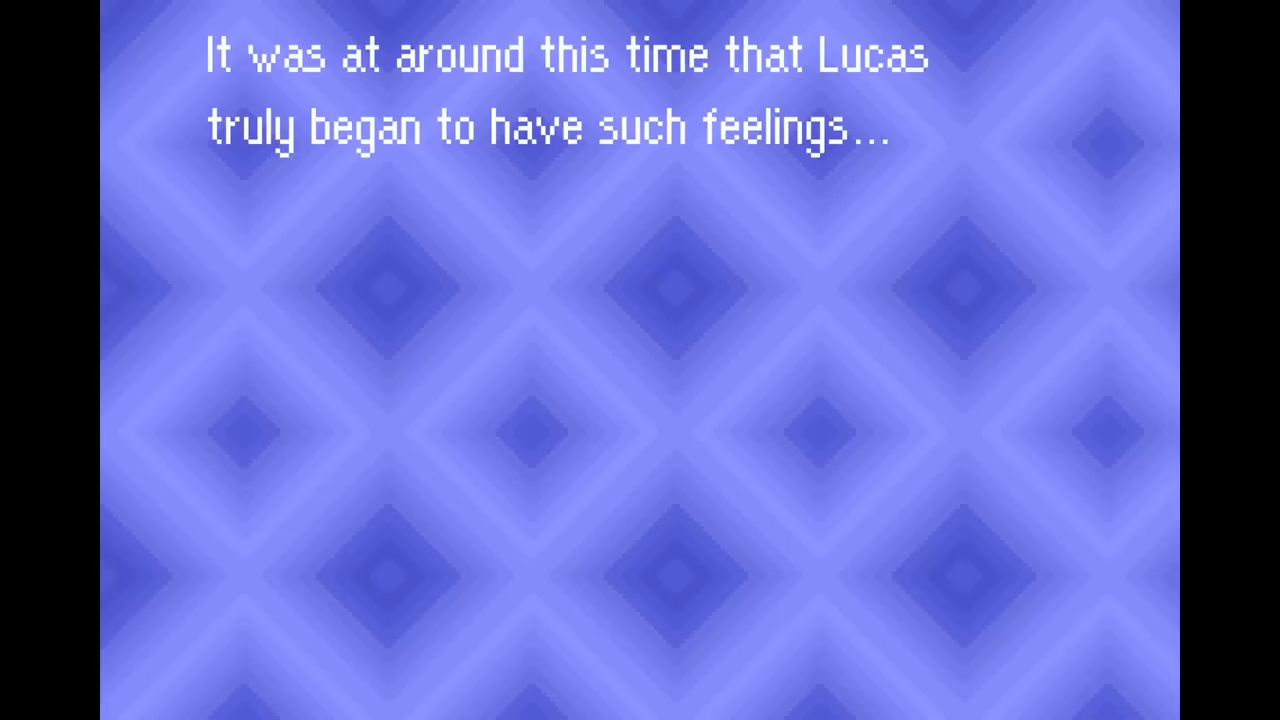 It was at around this time that Lucas
truly began to have such feelings...